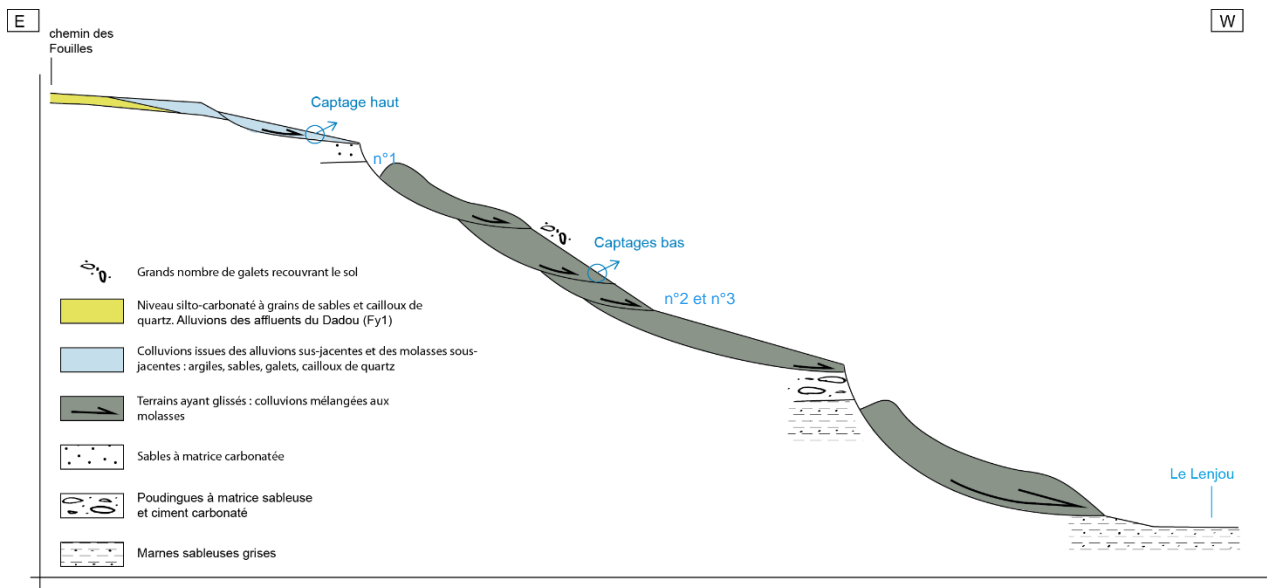 E
W
chemin des
Fouilles
Captage haut
n°1
Captages bas
n°2 et n°3
Grands nombre de galets recouvrant le sol
Niveau silto-carbonaté à grains de sables et cailloux de
quartz. Alluvions des affluents du Dadou (Fy1)
Colluvions issues des alluvions sus-jacentes et des molasses sous-
jacentes : argiles, sables, galets, cailloux de quartz
Terrains ayant glissés : colluvions mélangées aux
molasses
Sables à matrice carbonatée
Poudingues à matrice sableuse
et ciment carbonaté
Marnes sableuses grises
Le Lenjou